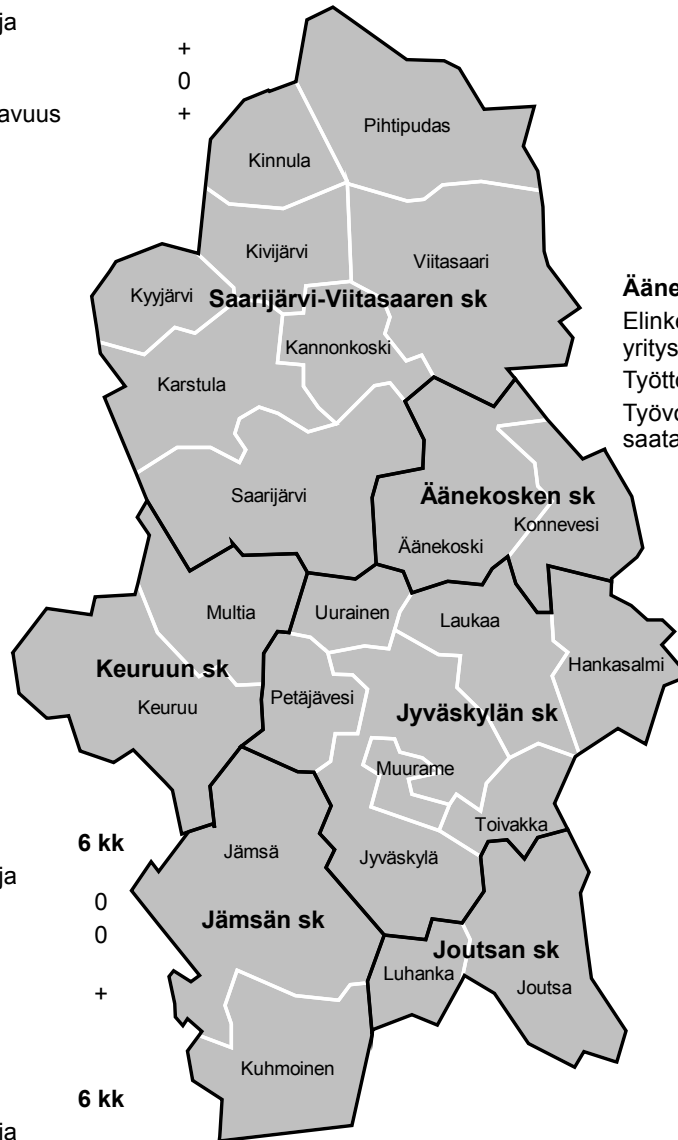 ja
+
0
avuus +
Pihtipudas
Kinnula
Kivijärvi
Viitasaari
Kyyjärvi
Saarijärvi-Viitasaaren sk
Kannonkoski
Karstula
Saarijärvi
Ääne
Elinke
yritys
Tyött
Työv
saata
Äänekosken sk
Konnevesi
Äänekoski
Multia
Uurainen
Laukaa
Hankasalmi
Keuruun sk
Keuruu
Petäjävesi
Jyväskylän sk
Muurame
Toivakka
Jyväskylä
6 kk
Jämsä
ja
0
0
Jämsän sk
Joutsan sk
Luhanka
Joutsa
+
Kuhmoinen
6 kk
ja